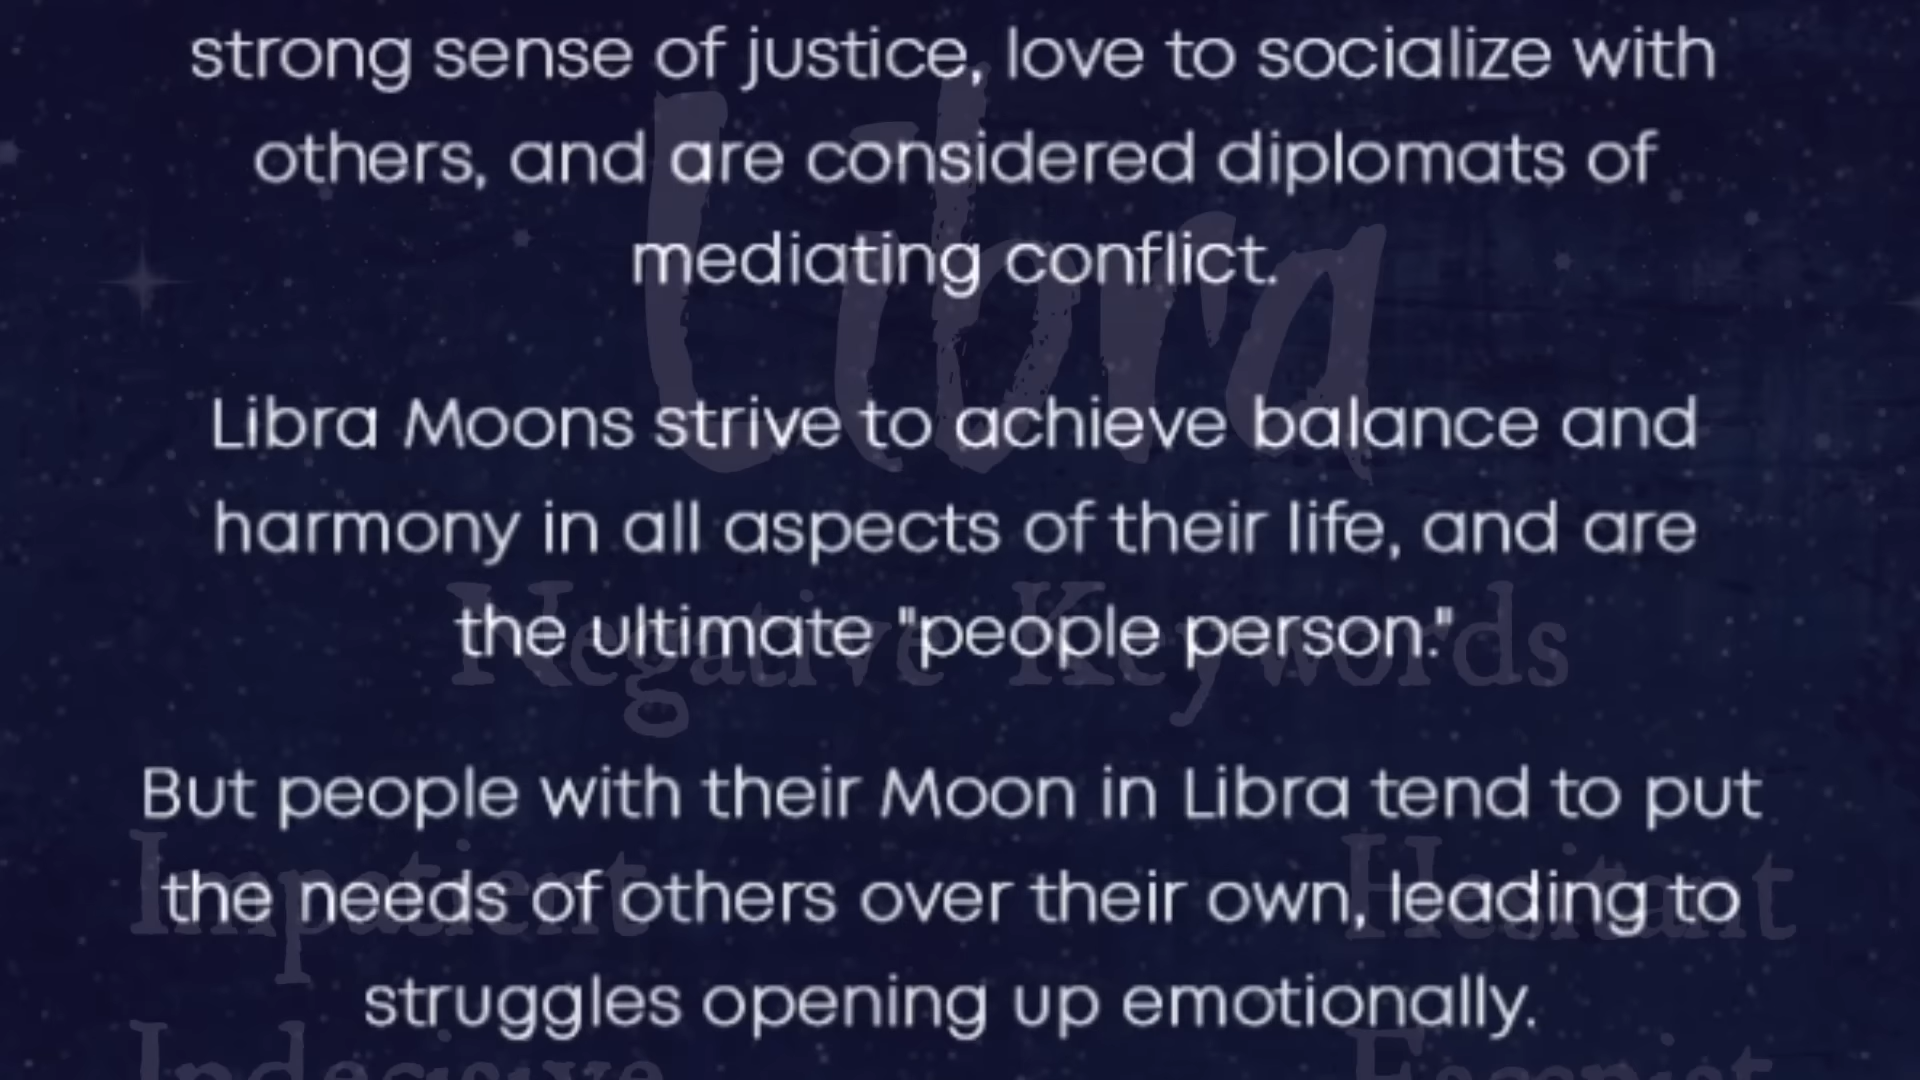 strong sense of justice, love to socialize with
others, and are considered diplomats of
mediating conflict.
Libra
Libra Moons strive to achieve balance and
harmony in all aspects of their life, and are
the ultimate "people person."
Negative Keywords
But people with their Moon in Libra tend to put
the needs of others over their own, leading to
struggles opening up emotionally.
Impatient
Hesitant
Indecisive
Escapist